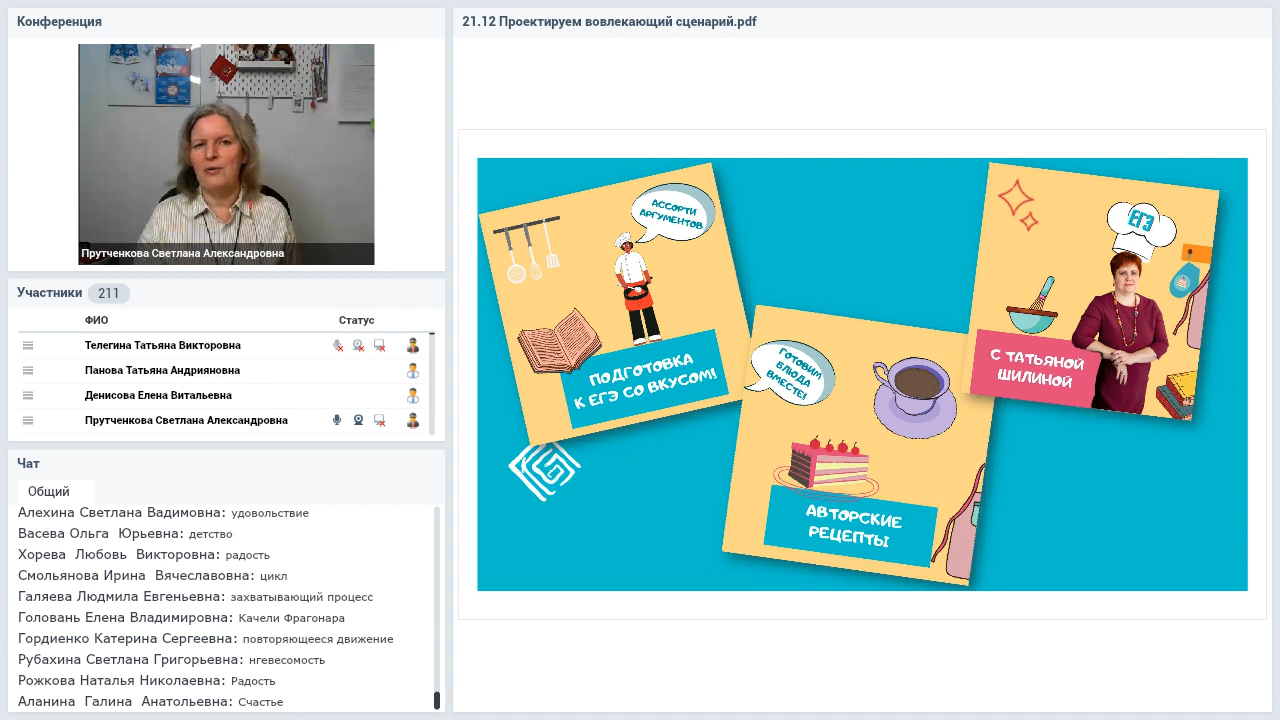 Конференция
Прутченкова Светлана Александровна
Участники 211
ФИО Статус
Телегина Татьяна Викторовна
Панова Татьяна Андрияновна
Денисова Елена Витальевна
Прутченкова Светлана Александровна
Чат
Общий
Алехина Светлана Вадимовна: удовольствие
Васева Ольга Юрьевна: детство
Хорева Любовь Викторовна: радость
Смольянова Ирина Вячеславовна: цикл
Галяева Людмила Евгеньевна: захватывающий процесс
Головань Елена Владимировна: Качели Фрагонара
Гордиенко Катерина Сергеевна: повторяющееся движение
Рубахина Светлана Григорьевна: нгевесомость
Рожкова Наталья Николаевна: Радость
Аланина Галина Анатольевна: Счастье
21.12 Проектируем вовлекающий сценарий.pdf
АССОРТИ
АРГУМЕНТОВ
ПОДГОТОВКА
К ЕГЭ СО ВКУСОМ!
ГОТОВИМ
БЛЮДА
ВМЕСТЕ!
АВТОРСКИЕ
РЕЦЕПТЫ
ЕГЭ
С ТАТЬЯНОЙ
ШИЛИНОЙ